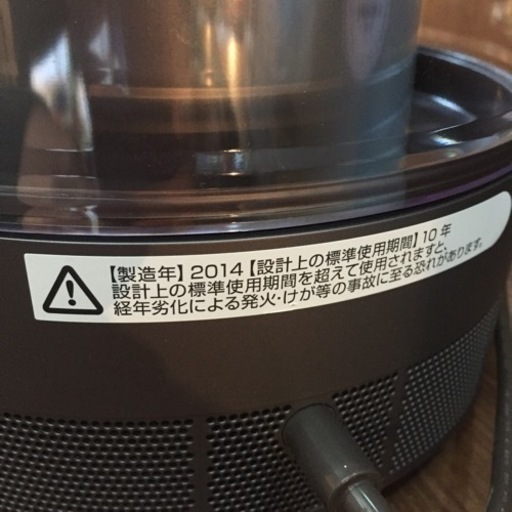 【製造年】2014【設計上の標準使用期間】10年
設計上の標準使用期間を超えて使用されますと、
経年劣化による発火・けが等の事故に至る恐れがあります。